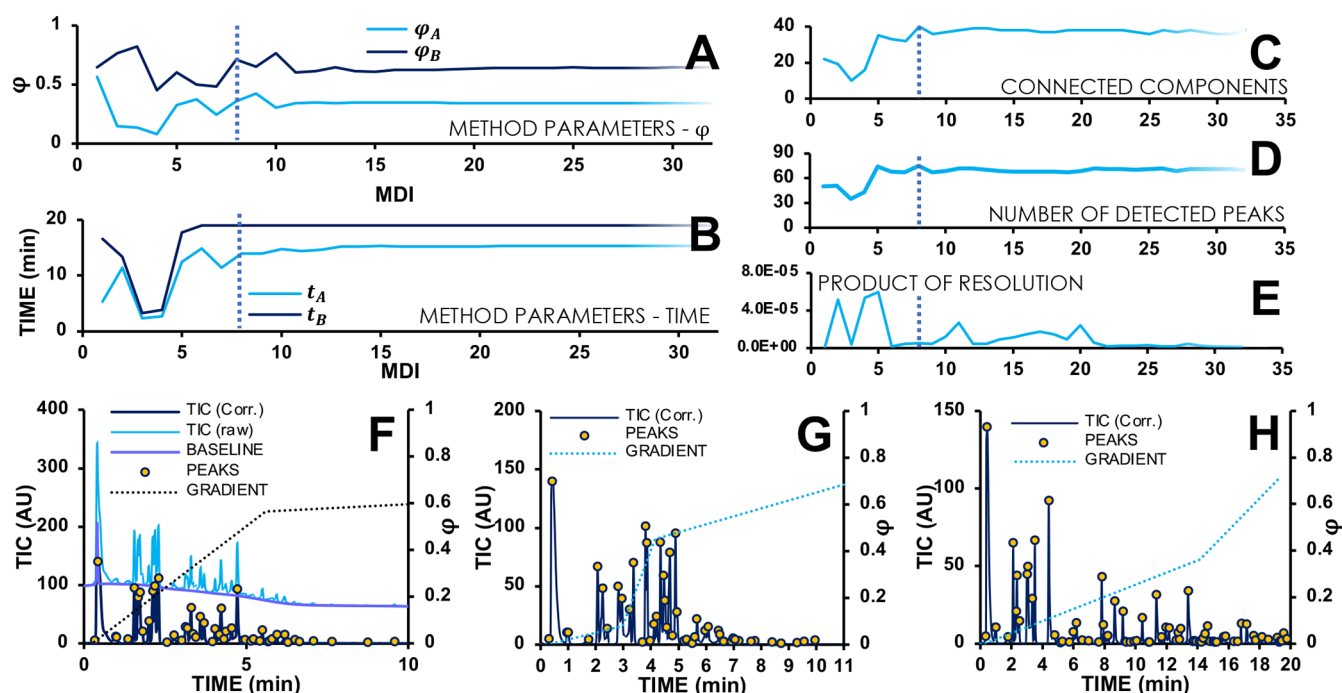 A
φ_A
φ_B
1
0.5
0
φ
METHOD PARAMETERS - φ
0 5 10 15 20 25 30
MDI
B
20
10
0
TIME (min)
t_A
t_B
METHOD PARAMETERS - TIME
0 5 10 15 20 25 30
MDI
C
40
20
0
CONNECTED COMPONENTS
0 5 10 15 20 25 30 35
D
90
60
30
0
NUMBER OF DETECTED PEAKS
0 5 10 15 20 25 30 35
8.0E-05
PRODUCT OF RESOLUTION
E
4.0E-05
0.0E+00
0 5 10 15 20 25 30 35
F
TIC (Corr.)
TIC (raw)
BASELINE
PEAKS
GRADIENT
400
300
200
100
0
TIC (AU)
1
0.8
0.6
0.4
0.2
0
φ
0 5 10
TIME (min)
G
TIC (Corr.)
PEAKS
GRADIENT
200
150
100
50
0
TIC (AU)
1
0.8
0.6
0.4
0.2
0
φ
0 1 2 3 4 5 6 7 8 9 10 11
TIME (min)
H
TIC (Corr.)
PEAKS
GRADIENT
150
100
50
0
TIC (AU)
1
0.8
0.6
0.4
0.2
0
φ
0 2 4 6 8 10 12 14 16 18 20
TIME (min)